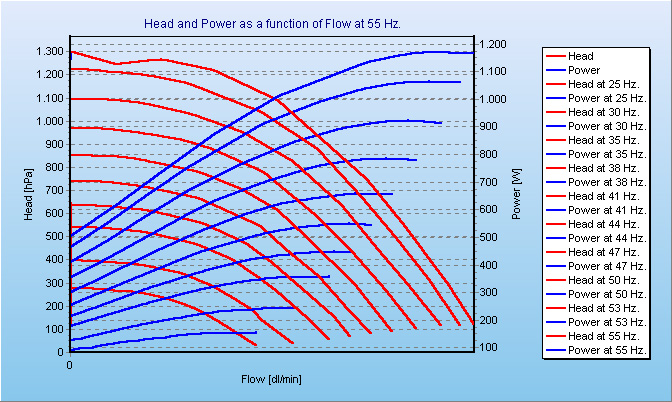 Head and Power as a function of Flow at 55 Hz.
1.300
1.200
1.100
1.000
900
800
700
600
500
400
300
200
100
0
Head [hPa]
0
Flow [dl/min]
1.200
1.100
1.000
900
800
700
600
500
400
300
200
100
Power [W]
Head
Power
Head at 25 Hz.
Power at 25 Hz.
Head at 30 Hz.
Power at 30 Hz.
Head at 35 Hz.
Power at 35 Hz.
Head at 38 Hz.
Power at 38 Hz.
Head at 41 Hz.
Power at 41 Hz.
Head at 44 Hz.
Power at 44 Hz.
Head at 47 Hz.
Power at 47 Hz.
Head at 50 Hz.
Power at 50 Hz.
Head at 53 Hz.
Power at 53 Hz.
Head at 55 Hz.
Power at 55 Hz.